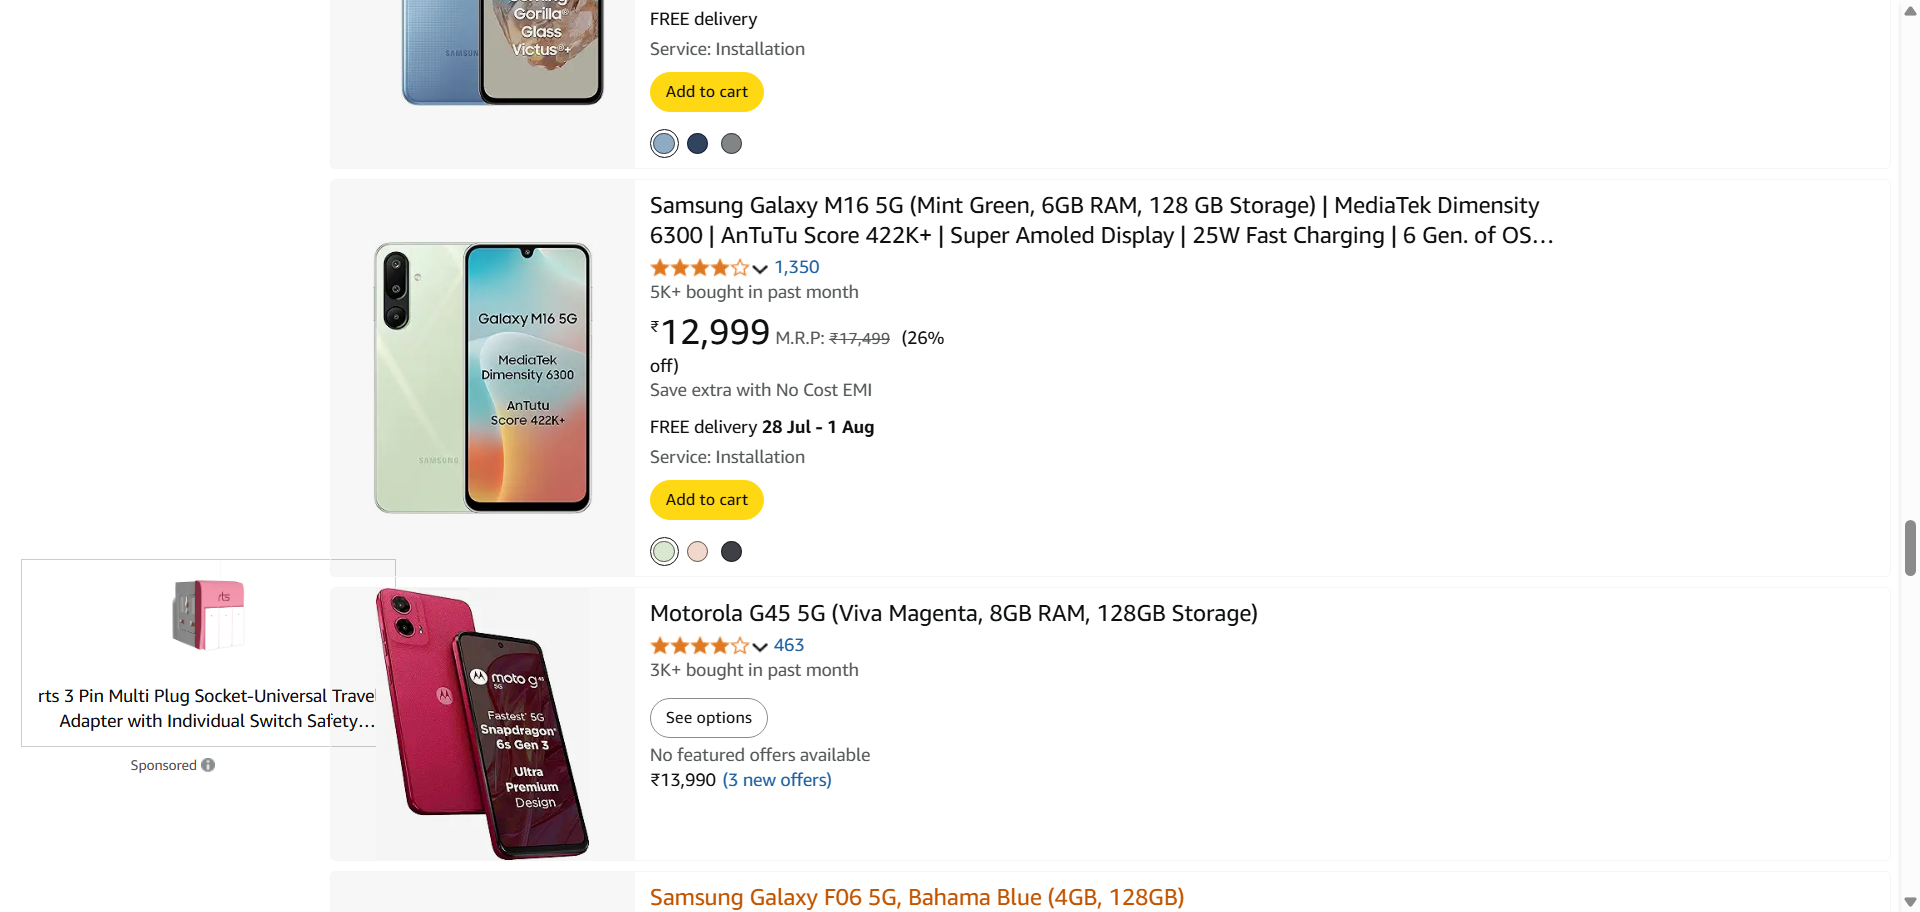 Gorilla®
Glass
Victus®+
SAMSUN
FREE delivery
Service: Installation
Add to cart
Samsung Galaxy M16 5G (Mint Green, 6GB RAM, 128 GB Storage) | MediaTek Dimensity
6300 | AnTuTu Score 422K+ | Super Amoled Display | 25W Fast Charging | 6 Gen. of OS…
1,350
5K+ bought in past month
₹12,999 M.R.P: ₹17,499 (26%
off)
Save extra with No Cost EMI
FREE delivery 28 Jul - 1 Aug
Service: Installation
Add to cart
Galaxy M16 5G
MediaTek
Dimensity 6300
AnTutu
Score 422K+
SAMSUNG
rts
rts 3 Pin Multi Plug Socket-Universal Travel
Adapter with Individual Switch Safety…
Sponsored
Motorola G45 5G (Viva Magenta, 8GB RAM, 128GB Storage)
463
3K+ bought in past month
See options
No featured offers available
₹13,990 (3 new offers)
moto g45
5G
Fastest* 5G
Snapdragon®
6s Gen 3
Ultra
Premium
Design
Samsung Galaxy F06 5G, Bahama Blue (4GB, 128GB)